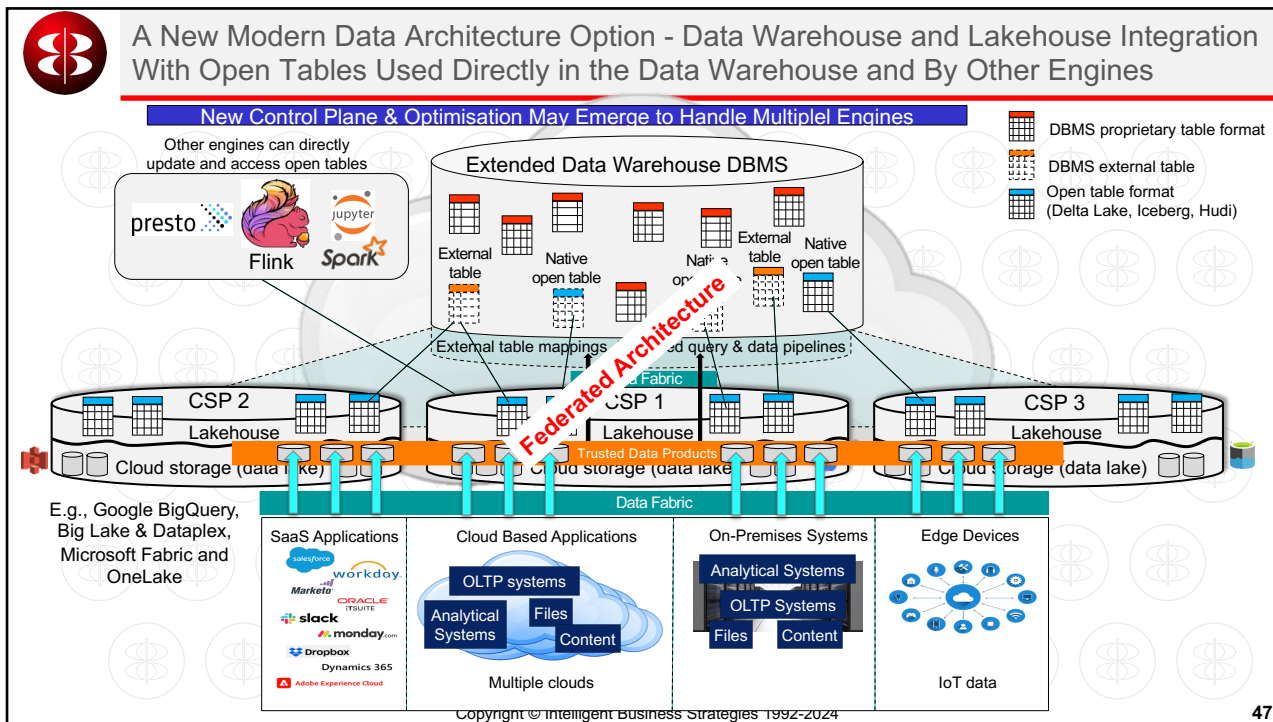 A New Modern Data Architecture Option - Data Warehouse and Lakehouse Integration
With Open Tables Used Directly in the Data Warehouse and By Other Engines
New Control Plane & Optimisation May Emerge to Handle Multiplel Engines
DBMS proprietary table format
DBMS external table
Open table format
(Delta Lake, Iceberg, Hudi)
Other engines can directly
update and access open tables
presto
Flink
jupyter
Spark
Extended Data Warehouse DBMS
External
table
Native
open table
Native
External
table
Native
open table
External table mappings
query & data pipelines
Federated Architecture
Fabric
CSP 2
Lakehouse
Cloud storage (data lake)
CSP 1
Lakehouse
Cloud storage (data lake)
CSP 3
Lakehouse
Cloud storage (data lake)
Trusted Data Products
Data Fabric
E.g., Google BigQuery,
Big Lake & Dataplex,
Microsoft Fabric and
OneLake
SaaS Applications
salesforce
workday
Marketo
ORACLE
ITSUITE
slack
monday.com
Dropbox
Dynamics 365
Adobe Experience Cloud
Cloud Based Applications
OLTP systems
Analytical
Systems
Files
Content
Multiple clouds
On-Premises Systems
Analytical Systems
OLTP Systems
Files
Content
Edge Devices
IoT data
Copyright © Intelligent Business Strategies 1992-2024
47